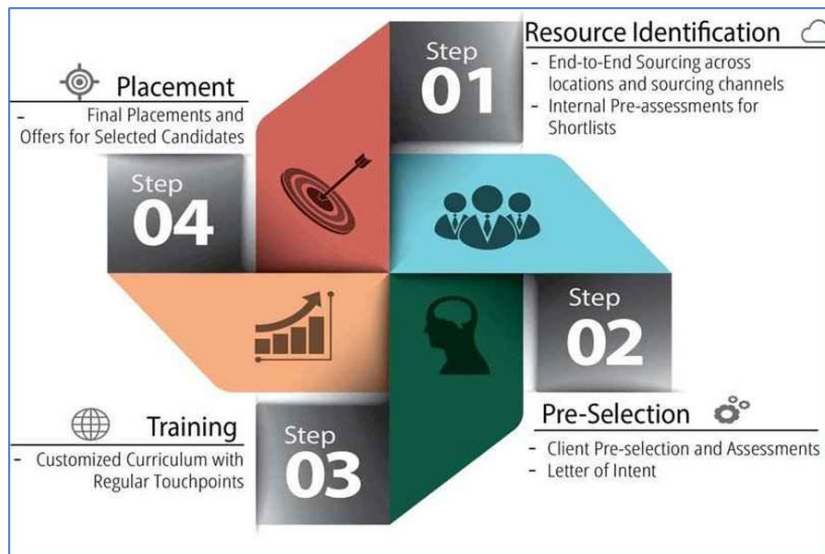 Step
01
Resource Identification
- End-to-End Sourcing across
locations and sourcing channels
- Internal Pre-assessments for
Shortlists
Step
02
Pre-Selection
- Client Pre-selection and Assessments
- Letter of Intent
Step
03
Training
- Customized Curriculum with
Regular Touchpoints
Step
04
Placement
- Final Placements and
Offers for Selected Candidates